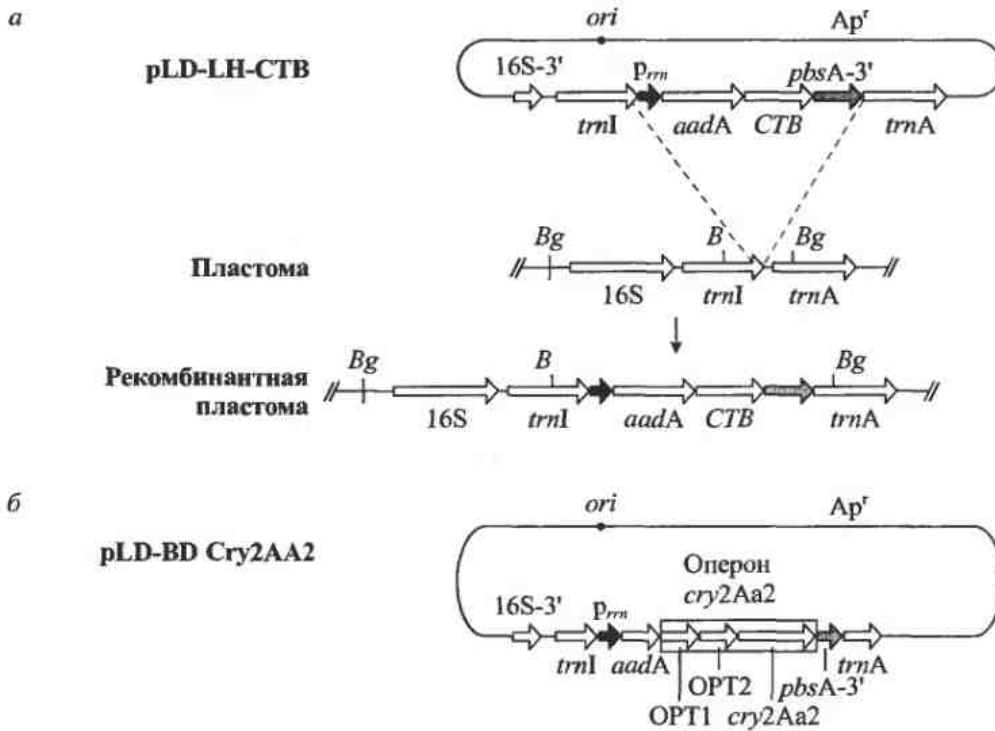 а
ori
Apʳ
pLD-LH-CTB
16S-3'
pᵣᵣₙ
pbsA-3'
trnI
aadA
CTB
trnA
Bg
B
Bg
Пластома
16S
trnI
trnA
Bg
B
Bg
Рекомбинантная
пластома
16S
trnI
aadA
CTB
trnA
б
ori
Apʳ
pLD-BD Cry2AA2
Оперон
cry2Aa2
16S-3'
pᵣᵣₙ
trnI
aadA
ОРТ2
pbsA-3'
trnA
ОРТ1
cry2Aa2